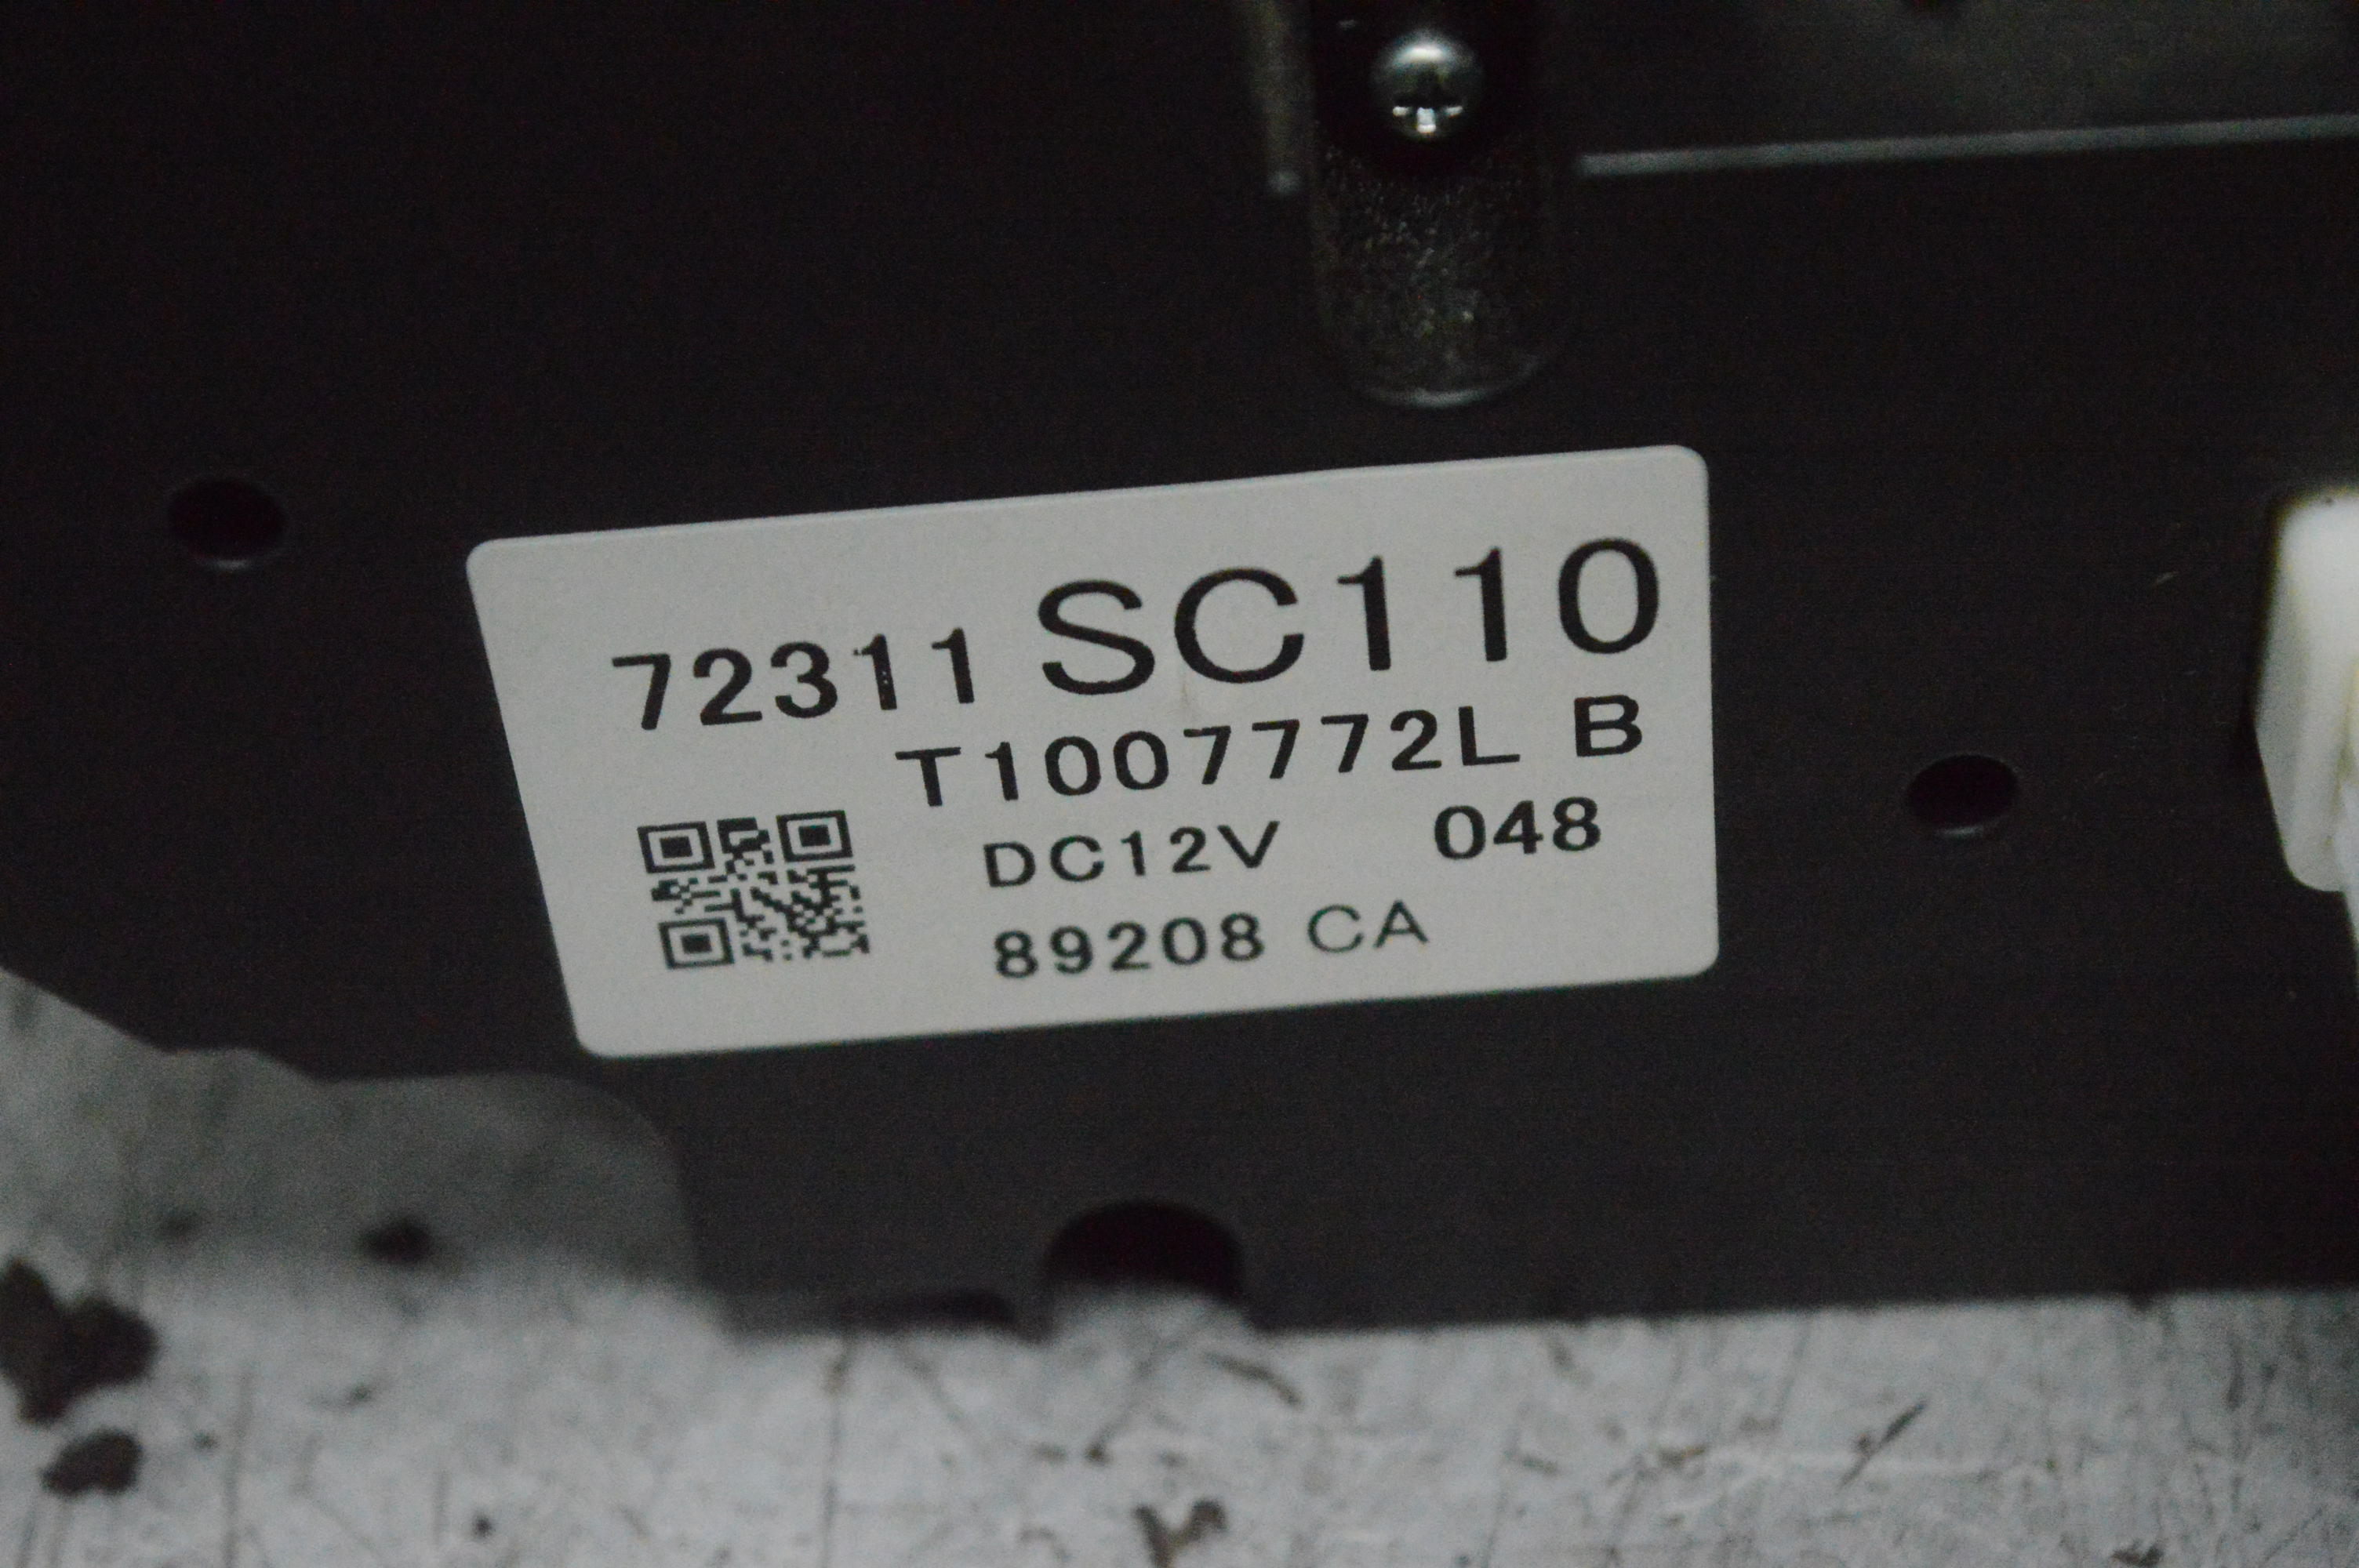 72311 SC110
T1007772L B
DC12V 048
89208 CA